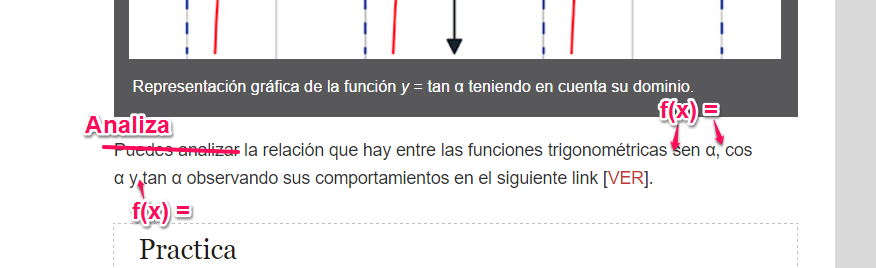 Representación gráfica de la función y = tan α teniendo en cuenta su dominio.
f(x) =
Analiza
Puedes analizar la relación que hay entre las funciones trigonométricas sen α, cos
α y tan α observando sus comportamientos en el siguiente link [VER].
f(x) =
Practica